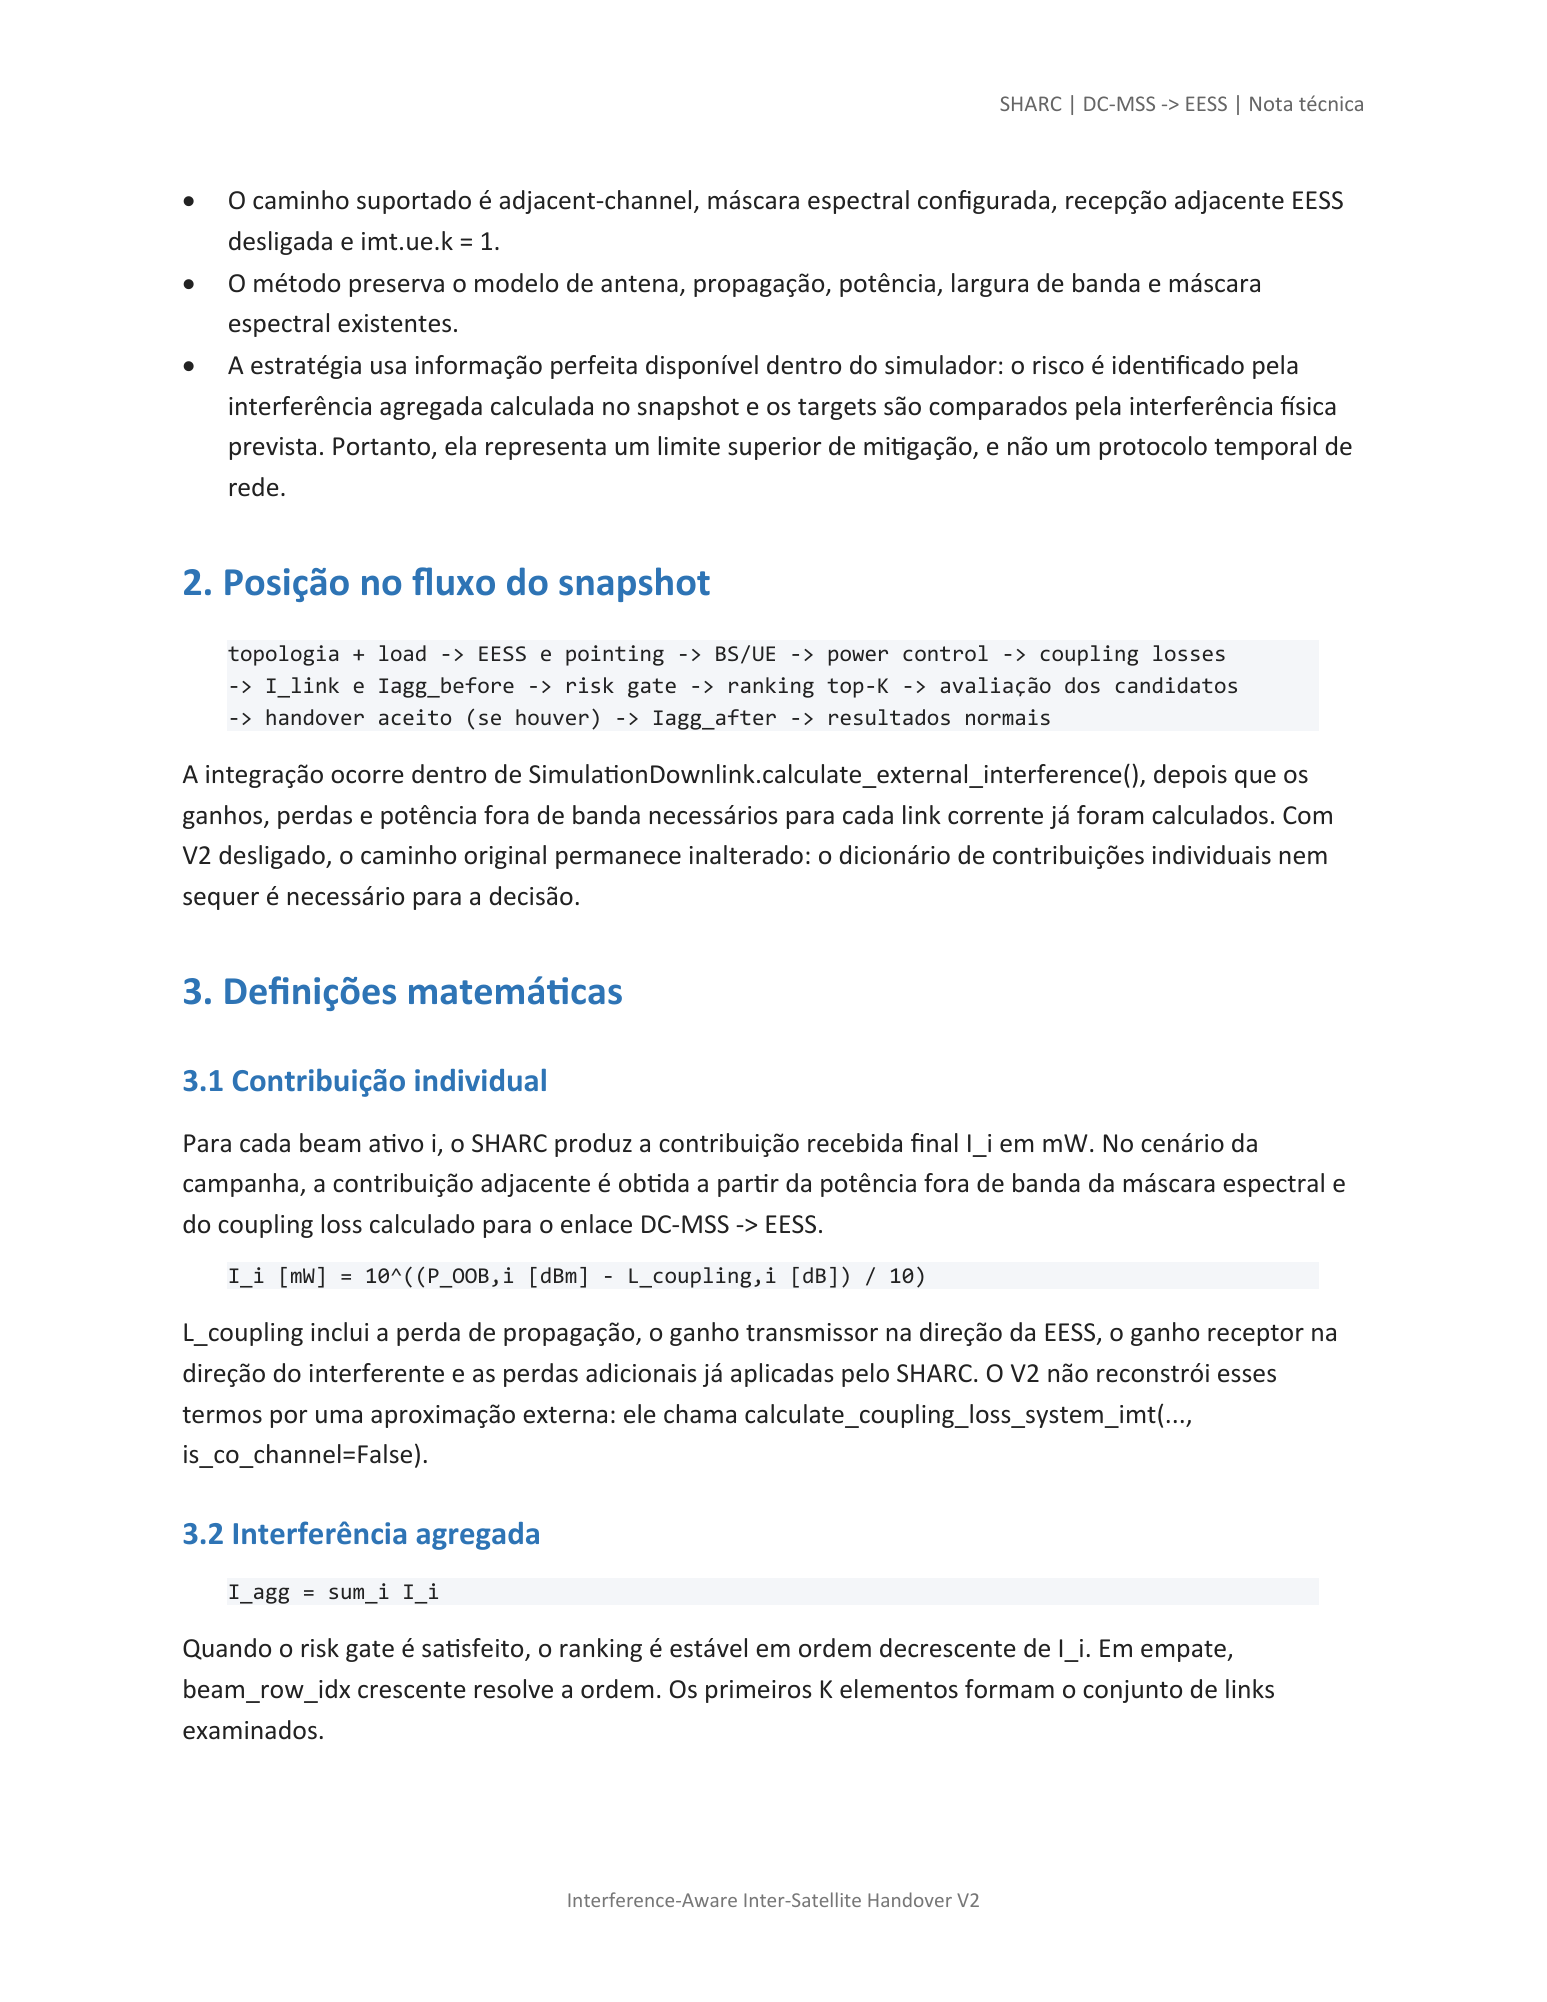 SHARC | DC-MSS -> EESS | Nota técnica
• O caminho suportado é adjacent-channel, máscara espectral configurada, recepção adjacente EESS
desligada e imt.ue.k = 1.
• O método preserva o modelo de antena, propagação, potência, largura de banda e máscara
espectral existentes.
• A estratégia usa informação perfeita disponível dentro do simulador: o risco é identificado pela
interferência agregada calculada no snapshot e os targets são comparados pela interferência física
prevista. Portanto, ela representa um limite superior de mitigação, e não um protocolo temporal de
rede.
2. Posição no fluxo do snapshot
topologia + load -> EESS e pointing -> BS/UE -> power control -> coupling losses
-> I_link e Iagg_before -> risk gate -> ranking top-K -> avaliação dos candidatos
-> handover aceito (se houver) -> Iagg_after -> resultados normais
A integração ocorre dentro de SimulationDownlink.calculate_external_interference(), depois que os
ganhos, perdas e potência fora de banda necessários para cada link corrente já foram calculados. Com
V2 desligado, o caminho original permanece inalterado: o dicionário de contribuições individuais nem
sequer é necessário para a decisão.
3. Definições matemáticas
3.1 Contribuição individual
Para cada beam ativo i, o SHARC produz a contribuição recebida final I_i em mW. No cenário da
campanha, a contribuição adjacente é obtida a partir da potência fora de banda da máscara espectral e
do coupling loss calculado para o enlace DC-MSS -> EESS.
I_i [mW] = 10^((P_OOB,i [dBm] - L_coupling,i [dB]) / 10)
L_coupling inclui a perda de propagação, o ganho transmissor na direção da EESS, o ganho receptor na
direção do interferente e as perdas adicionais já aplicadas pelo SHARC. O V2 não reconstrói esses
termos por uma aproximação externa: ele chama calculate_coupling_loss_system_imt(...,
is_co_channel=False).
3.2 Interferência agregada
I_agg = sum_i I_i
Quando o risk gate é satisfeito, o ranking é estável em ordem decrescente de I_i. Em empate,
beam_row_idx crescente resolve a ordem. Os primeiros K elementos formam o conjunto de links
examinados.
Interference-Aware Inter-Satellite Handover V2